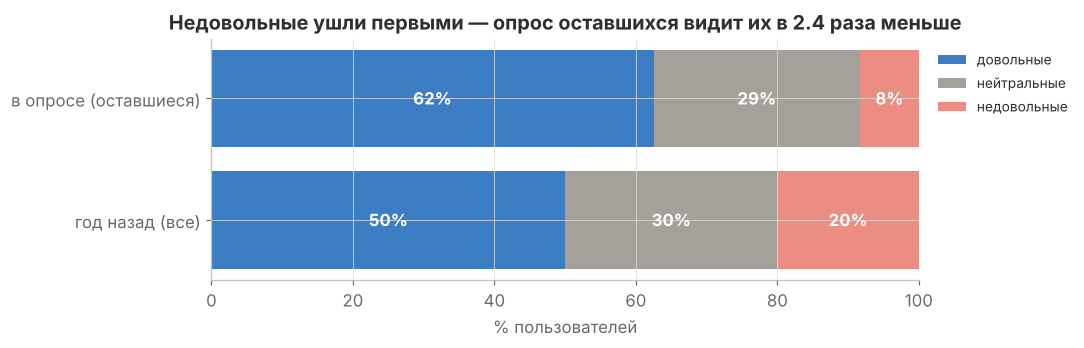 Недовольные ушли первыми — опрос оставшихся видит их в 2.4 раза меньше
довольные
нейтральные
недовольные
в опросе (оставшиеся)
62%
29%
8%
год назад (все)
50%
30%
20%
0
20
40
60
80
100
% пользователей